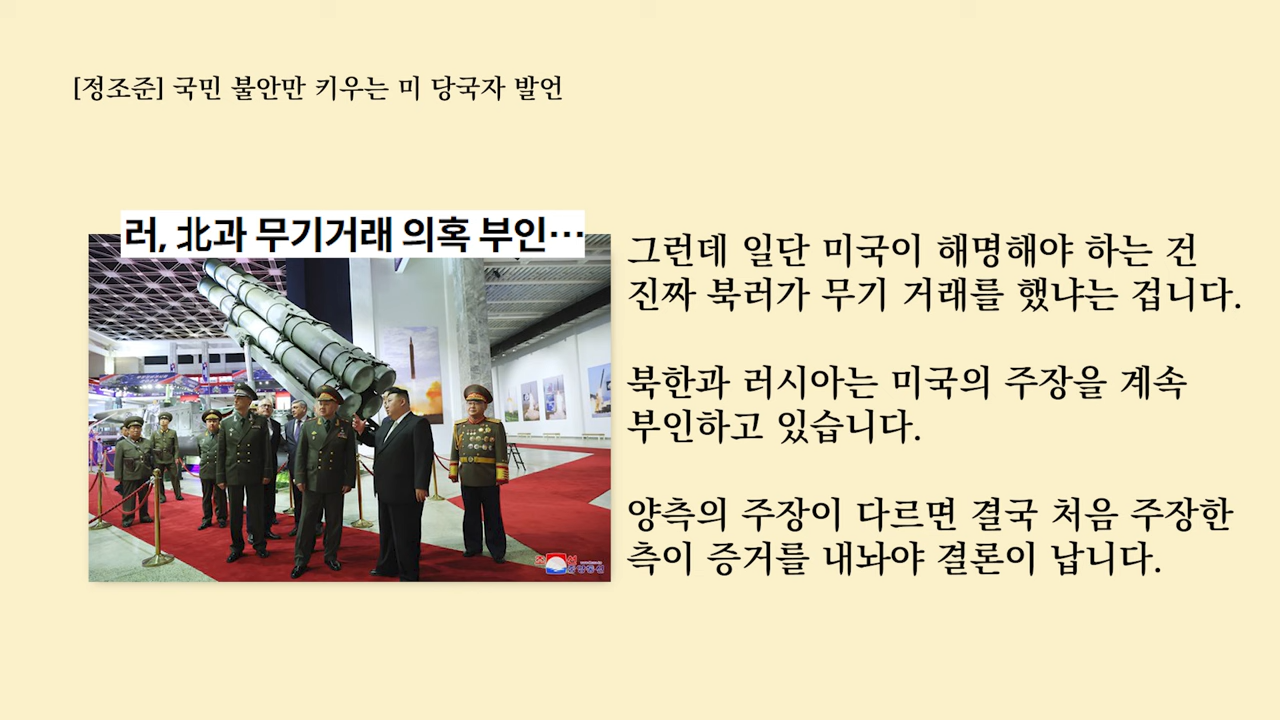 [정조준] 국민 불안만 키우는 미 당국자 발언
러, 北과 무기거래 의혹 부인…
그런데 일단 미국이 해명해야 하는 건
진짜 북러가 무기 거래를 했냐는 겁니다.
북한과 러시아는 미국의 주장을 계속
부인하고 있습니다.
양측의 주장이 다르면 결국 처음 주장한
측이 증거를 내놔야 결론이 납니다.